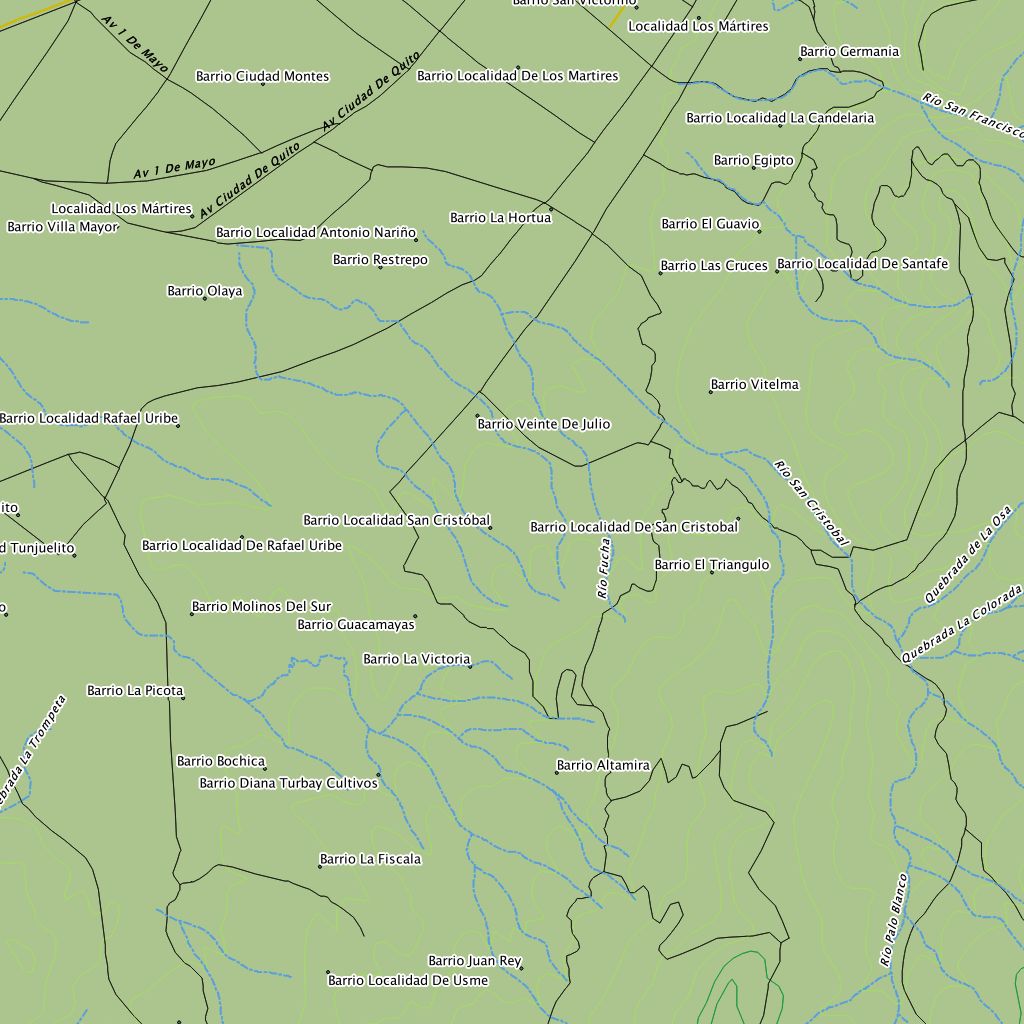 Barrio San Victorino
Localidad Los Mártires
Av 1 De Mayo
Barrio Germania
Barrio Ciudad Montes
Barrio Localidad De Los Martires
Av Ciudad De Quito
Río San Francisco
Barrio Localidad La Candelaria
Barrio Egipto
Av 1 De Mayo
Av Ciudad De Quito
Localidad Los Mártires
Barrio Villa Mayor
Barrio La Hortua
Barrio El Guavio
Barrio Localidad Antonio Nariño
Barrio Restrepo
Barrio Las Cruces
Barrio Localidad De Santafe
Barrio Olaya
Barrio Vitelma
Barrio Localidad Rafael Uribe
Barrio Veinte De Julio
Río San Cristobal
ito
Barrio Localidad San Cristóbal
Barrio Localidad De San Cristobal
d Tunjuelito
Barrio Localidad De Rafael Uribe
Quebrada de La Osa
Río Fucha
Barrio El Triangulo
o
Barrio Molinos Del Sur
Barrio Guacamayas
Quebrada La Colorada
Barrio La Victoria
Barrio La Picota
ebrada La Trompeta
Barrio Bochica
Barrio Altamira
Barrio Diana Turbay Cultivos
Barrio La Fiscala
Río Palo Blanco
Barrio Juan Rey
Barrio Localidad De Usme